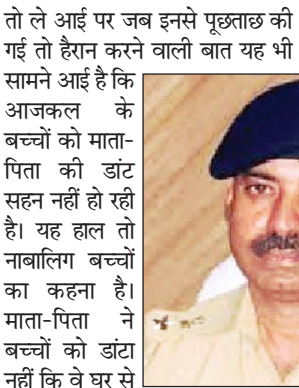 तो ले आई पर जब इनसे पूछताछ की
गई तो हैरान करने वाली बात यह भी
सामने आई है कि
आजकल के
बच्चों को माता-
पिता की डांट
सहन नहीं हो रही
है। यह हाल तो
नाबालिग बच्चों
का कहना है।
माता-पिता ने
बच्चों को डांटा
नहीं कि वे घर से